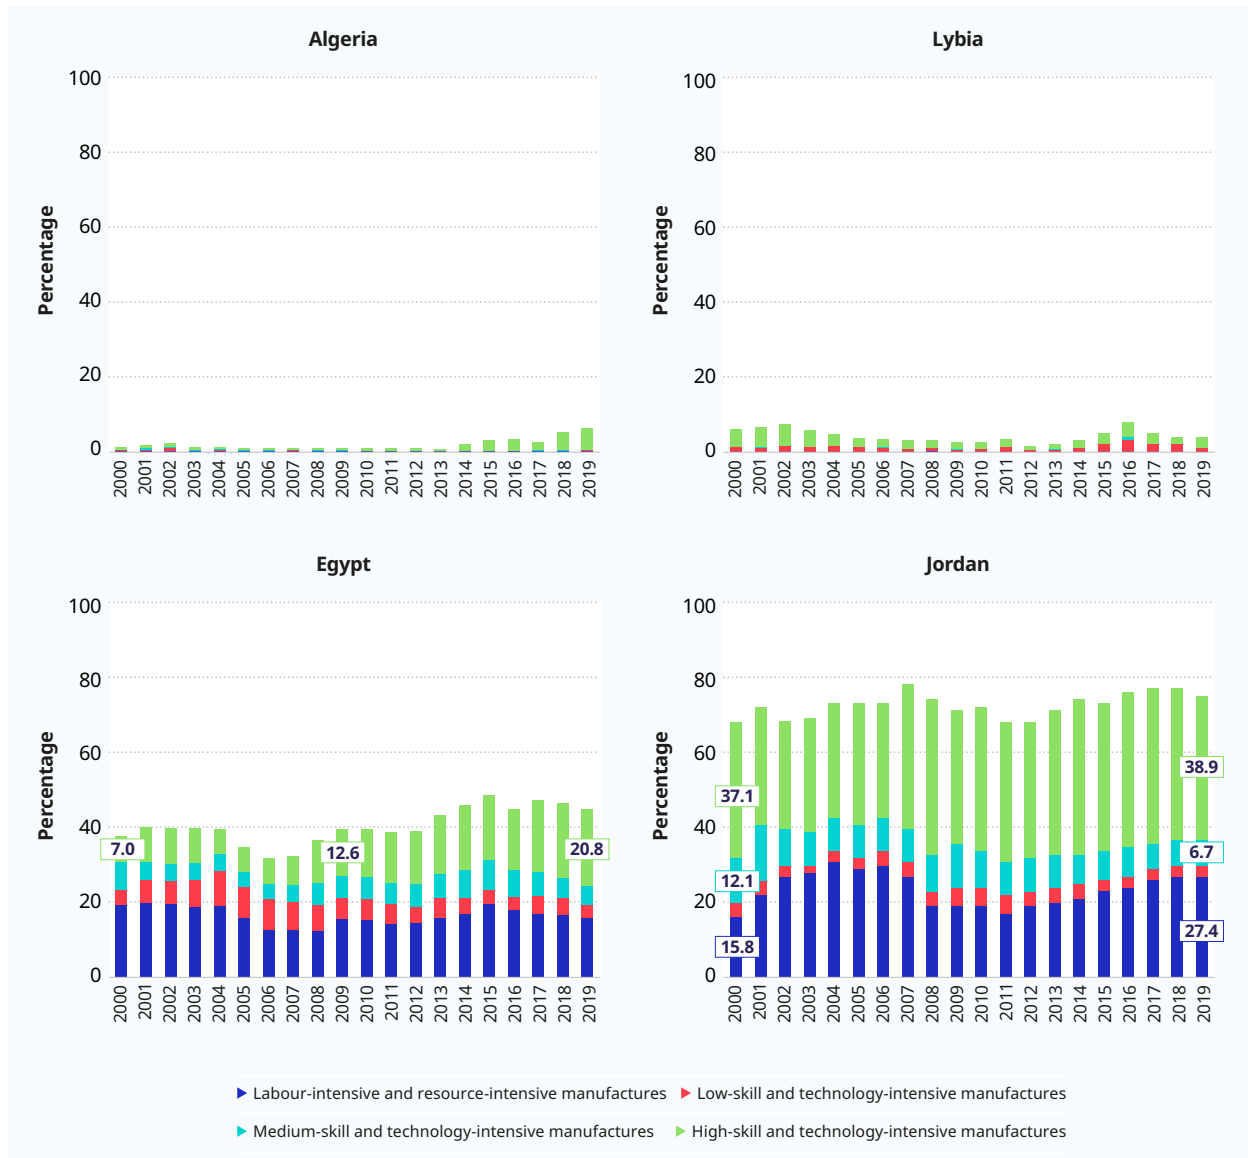 Algeria
Percentage
100
80
60
40
20
0
2000 2001 2002 2003 2004 2005 2006 2007 2008 2009 2010 2011 2012 2013 2014 2015 2016 2017 2018 2019
Lybia
Percentage
100
80
60
40
20
0
2000 2001 2002 2003 2004 2005 2006 2007 2008 2009 2010 2011 2012 2013 2014 2015 2016 2017 2018 2019
Egypt
Percentage
100
80
60
40
20
0
7.0 12.6 20.8
2000 2001 2002 2003 2004 2005 2006 2007 2008 2009 2010 2011 2012 2013 2014 2015 2016 2017 2018 2019
Jordan
Percentage
100
80
60
40
20
0
37.1 38.9
12.1 6.7
15.8 27.4
2000 2001 2002 2003 2004 2005 2006 2007 2008 2009 2010 2011 2012 2013 2014 2015 2016 2017 2018 2019
Labour-intensive and resource-intensive manufactures Low-skill and technology-intensive manufactures
Medium-skill and technology-intensive manufactures High-skill and technology-intensive manufactures